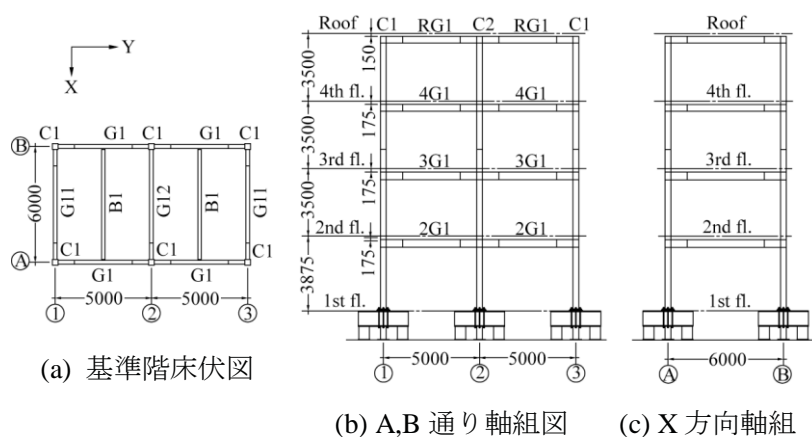 Y
X
C1 G1 C1 G1 C1
Ⓑ
6000
G11 B1 G12 B1 G11
C1 C1 C1
Ⓐ
G1 G1
5000 5000
① ② ③
(a) 基準階床伏図
Roof C1 RG1 C2 RG1 C1
150
3500
4th fl. 4G1 4G1
175
3500
3rd fl. 3G1 3G1
175
3500
2nd fl. 2G1 2G1
175
3875
1st fl.
5000 5000
① ② ③
(b) A,B 通り軸組図
Roof
4th fl.
3rd fl.
2nd fl.
1st fl.
6000
Ⓐ Ⓑ
(c) X 方向軸組